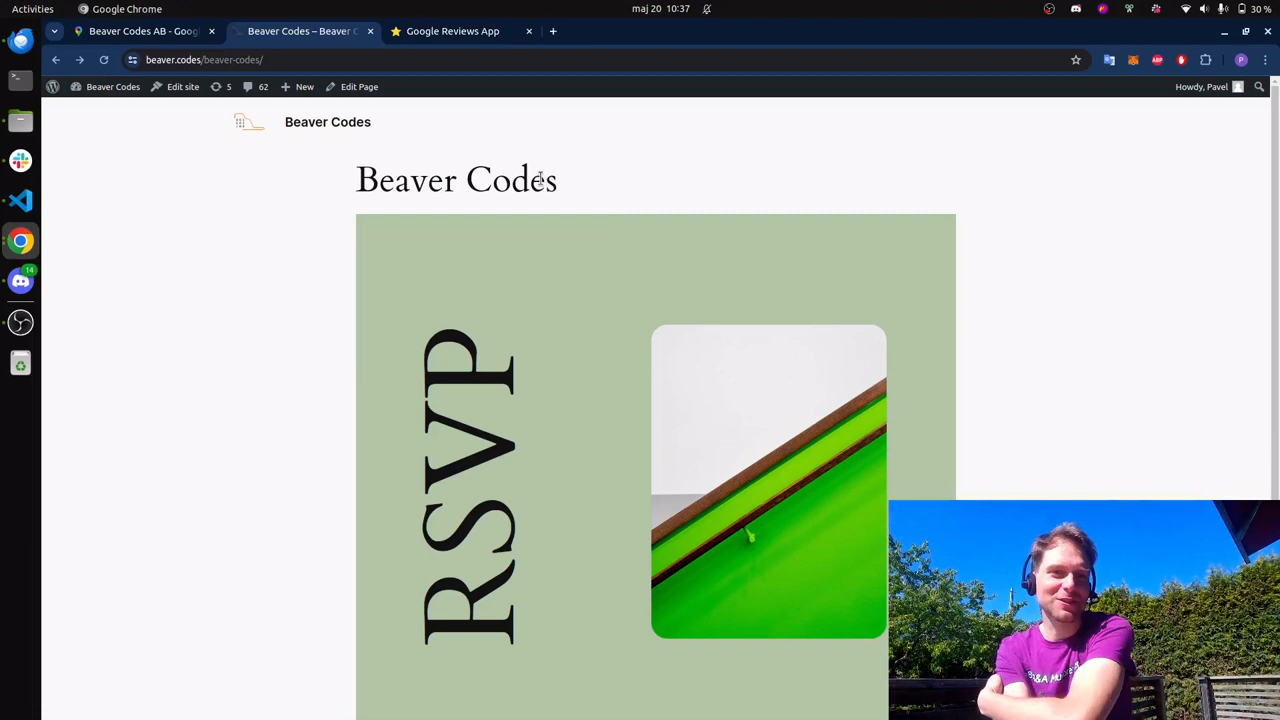 Activities
Google Chrome
maj 20 10:37
30 %
Beaver Codes AB - Goog
Beaver Codes – Beaver C
Google Reviews App
beaver.codes/beaver-codes/
Beaver Codes
Edit site
5
62
New
Edit Page
Howdy, Pavel
Beaver Codes
Beaver Codes
RSVP
14